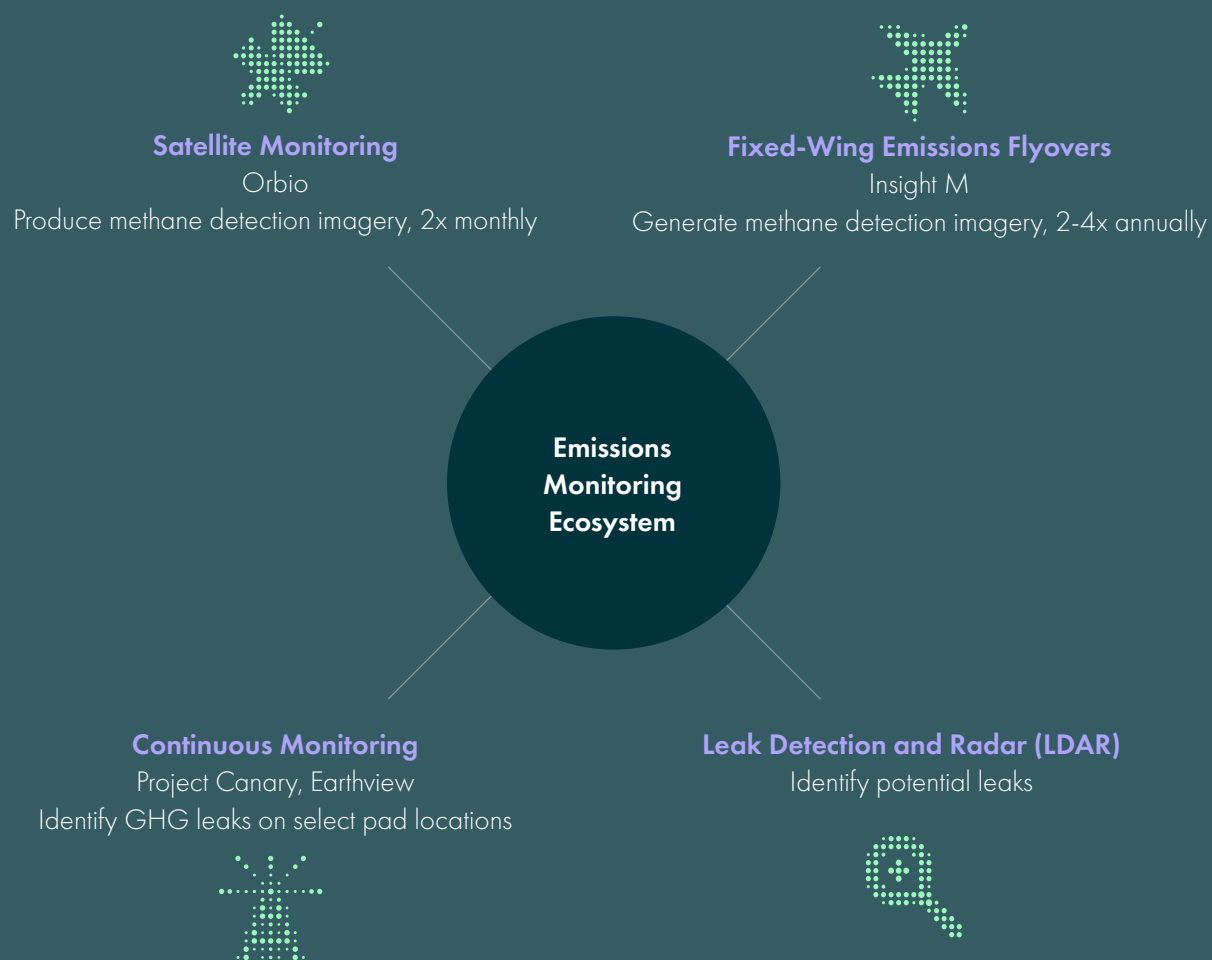 Satellite Monitoring
Orbio
Produce methane detection imagery, 2x monthly
Fixed-Wing Emissions Flyovers
Insight M
Generate methane detection imagery, 2-4x annually
Emissions
Monitoring
Ecosystem
Continuous Monitoring
Project Canary, Earthview
Identify GHG leaks on select pad locations
Leak Detection and Radar (LDAR)
Identify potential leaks